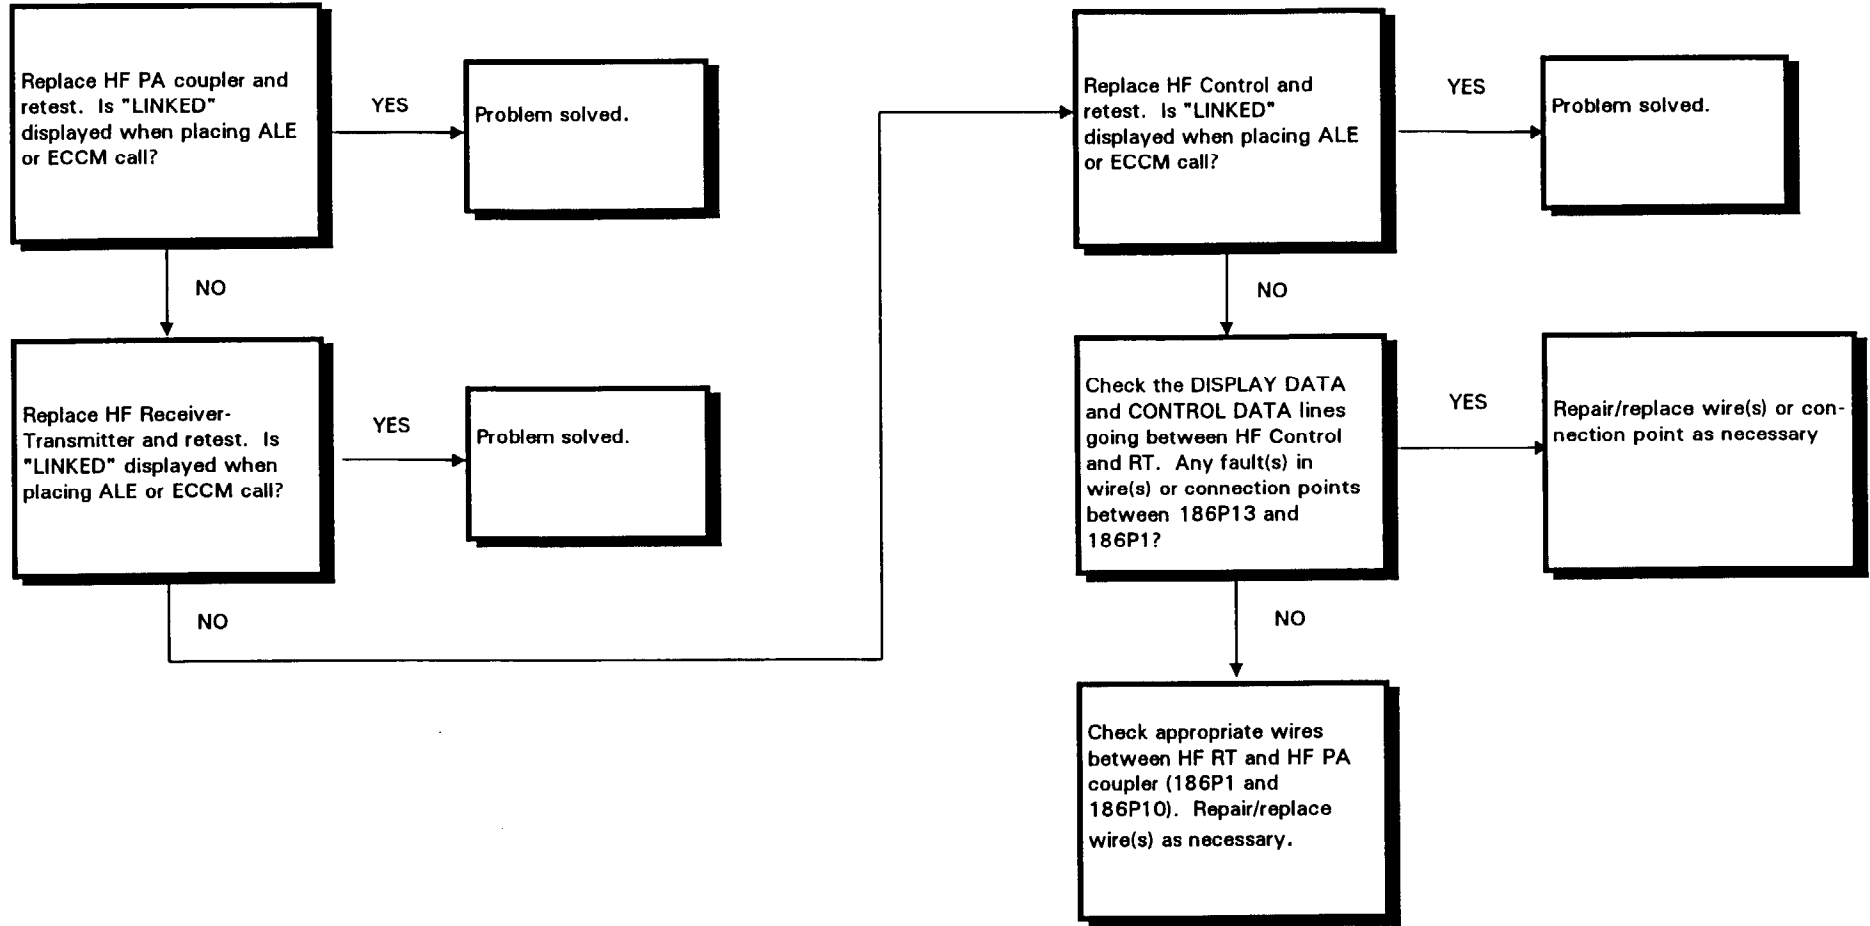 Replace HF PA coupler and
retest. Is "LINKED"
displayed when placing ALE
or ECCM call?
YES
Problem solved.
NO
Replace HF Receiver-
Transmitter and retest. Is
"LINKED" displayed when
placing ALE or ECCM call?
YES
Problem solved.
NO
Replace HF Control and
retest. Is "LINKED"
displayed when placing ALE
or ECCM call?
YES
Problem solved.
NO
Check the DISPLAY DATA
and CONTROL DATA lines
going between HF Control
and RT. Any fault(s) in
wire(s) or connection points
between 186P13 and
186P1?
YES
Repair/replace wire(s) or con-
nection point as necessary
NO
Check appropriate wires
between HF RT and HF PA
coupler (186P1 and
186P10). Repair/replace
wire(s) as necessary.